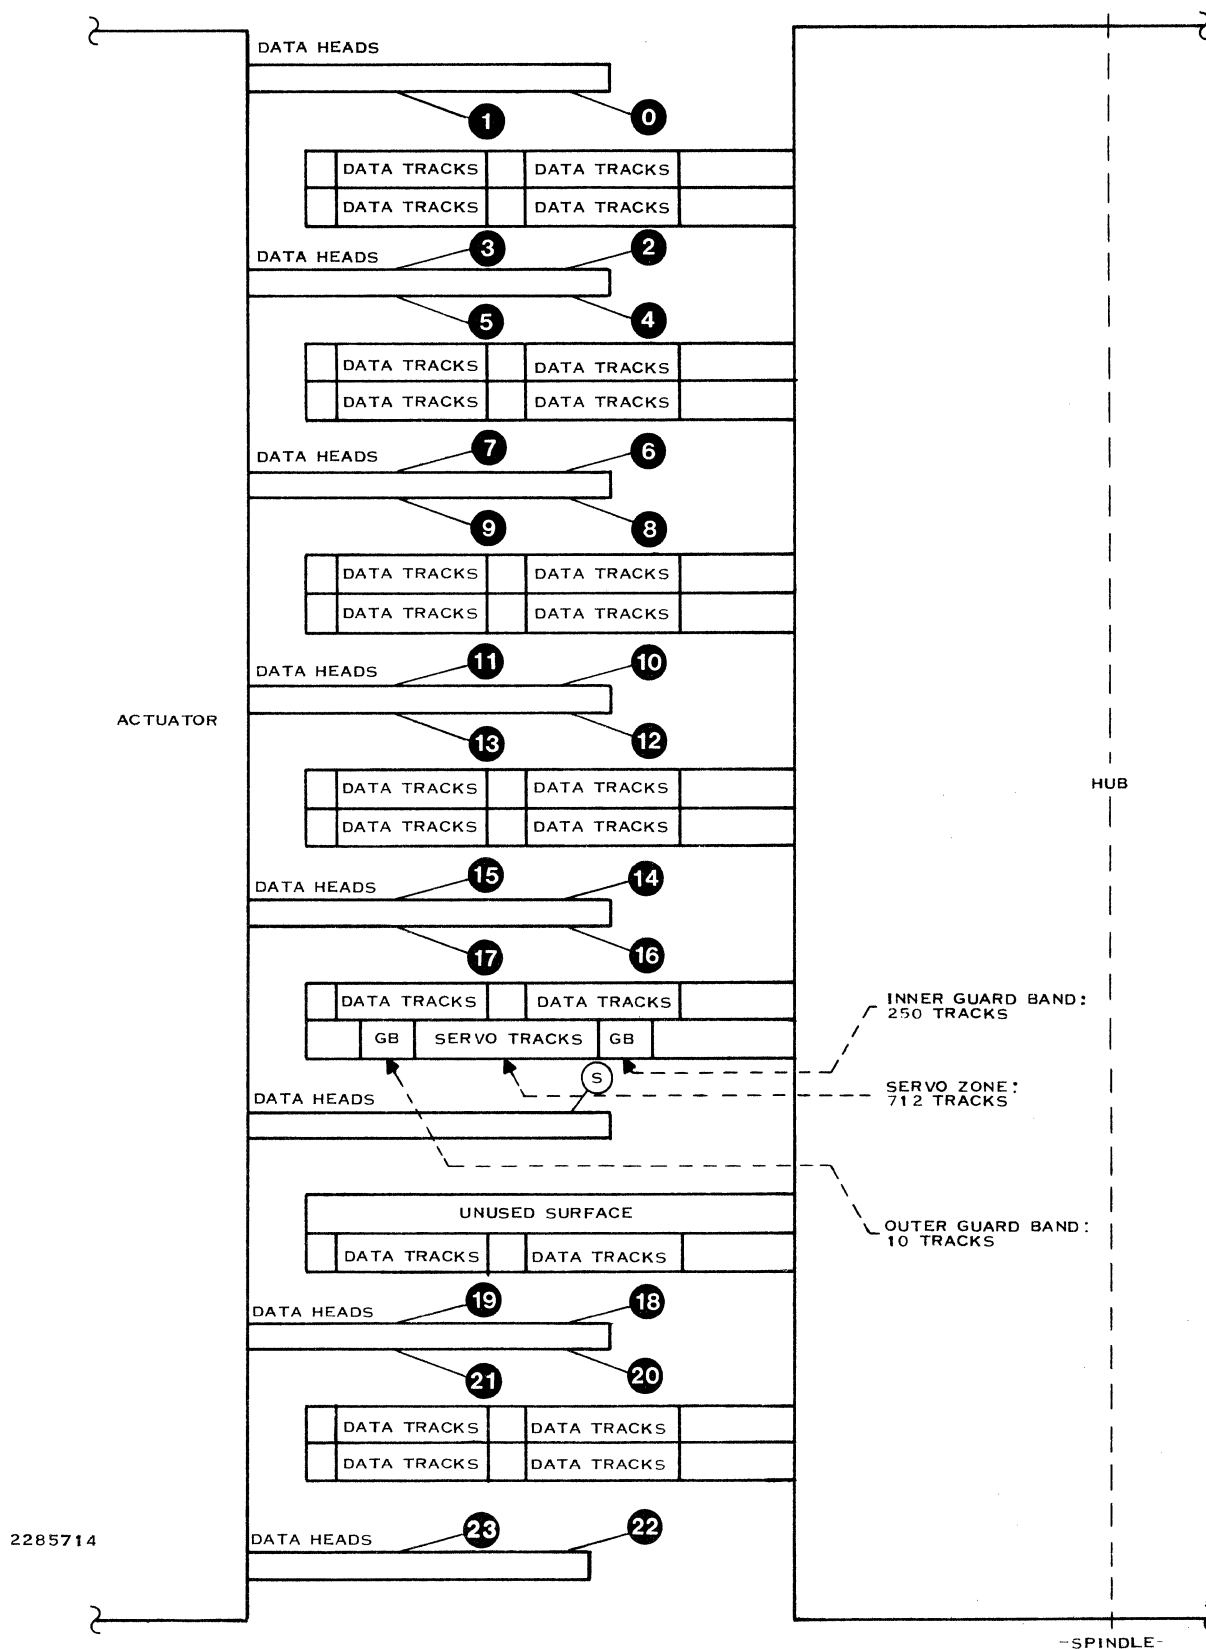 DATA HEADS
1 0
DATA TRACKS DATA TRACKS
DATA TRACKS DATA TRACKS
3 2
DATA HEADS
5 4
DATA TRACKS DATA TRACKS
DATA TRACKS DATA TRACKS
7 6
DATA HEADS
9 8
DATA TRACKS DATA TRACKS
DATA TRACKS DATA TRACKS
11 10
DATA HEADS
ACTUATOR
13 12
DATA TRACKS DATA TRACKS
HUB
DATA TRACKS DATA TRACKS
15 14
DATA HEADS
17 16
DATA TRACKS DATA TRACKS
INNER GUARD BAND:
250 TRACKS
GB SERVO TRACKS GB
S
SERVO ZONE:
712 TRACKS
DATA HEADS
UNUSED SURFACE
OUTER GUARD BAND:
10 TRACKS
DATA TRACKS DATA TRACKS
19 18
DATA HEADS
21 20
DATA TRACKS DATA TRACKS
DATA TRACKS DATA TRACKS
23 22
2285714
DATA HEADS
-SPINDLE-